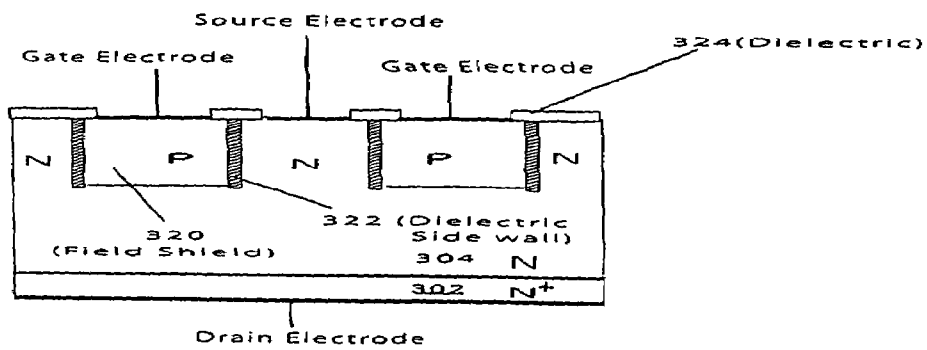 Source Electrode
324(Dielectric)
Gate Electrode
Gate Electrode
N
P
N
P
N
320
(Field Shield)
322 (Dielectric
Side Wall)
304 N
302 N+
Drain Electrode